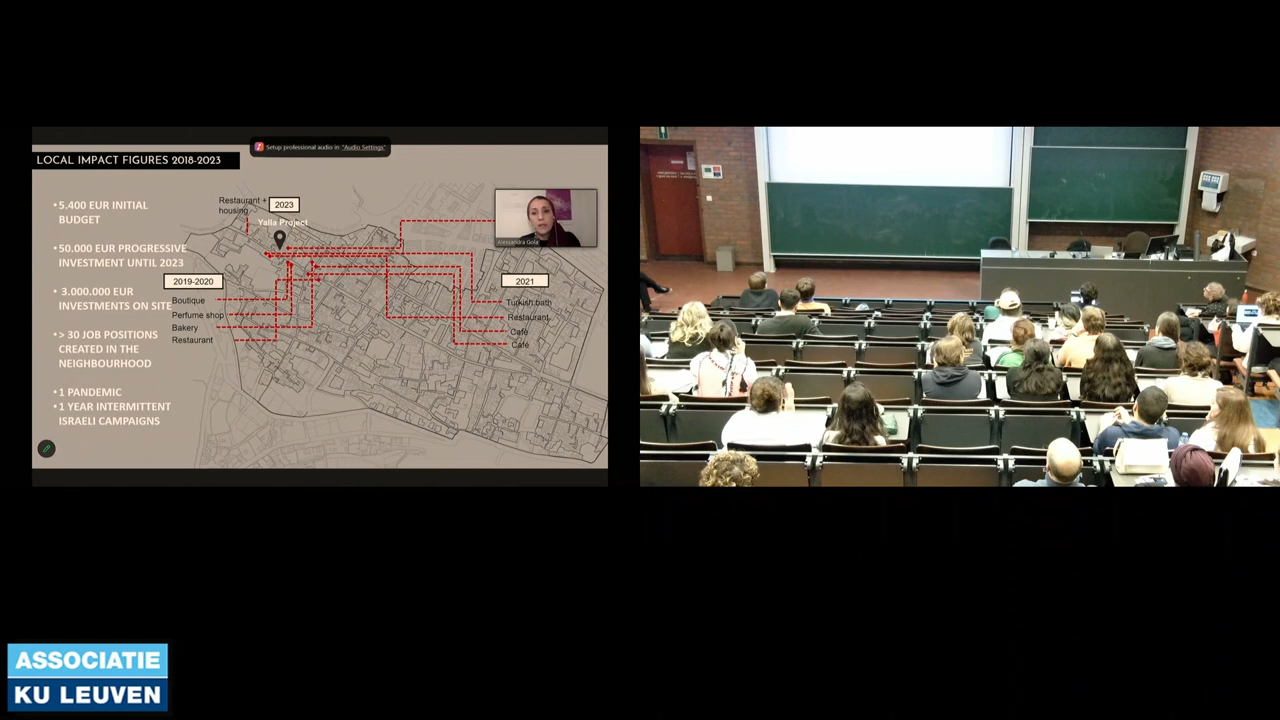 Setup professional audio in "Audio Settings"
LOCAL IMPACT FIGURES 2018-2023
• 5.400 EUR INITIAL
BUDGET
• 50.000 EUR PROGRESSIVE
INVESTMENT UNTIL 2023
• 3.000.000 EUR
INVESTMENTS ON SITE
• > 30 JOB POSITIONS
CREATED IN THE
NEIGHBOURHOOD
• 1 PANDEMIC
• 1 YEAR INTERMITTENT
ISRAELI CAMPAIGNS
Restaurant +
housing
2023
Yalla Project
2019-2020
Boutique
Perfume shop
Bakery
Restaurant
2021
Turkish bath
Restaurant
Café
Café
Alessandra Gola
ASSOCIATIE
KU LEUVEN